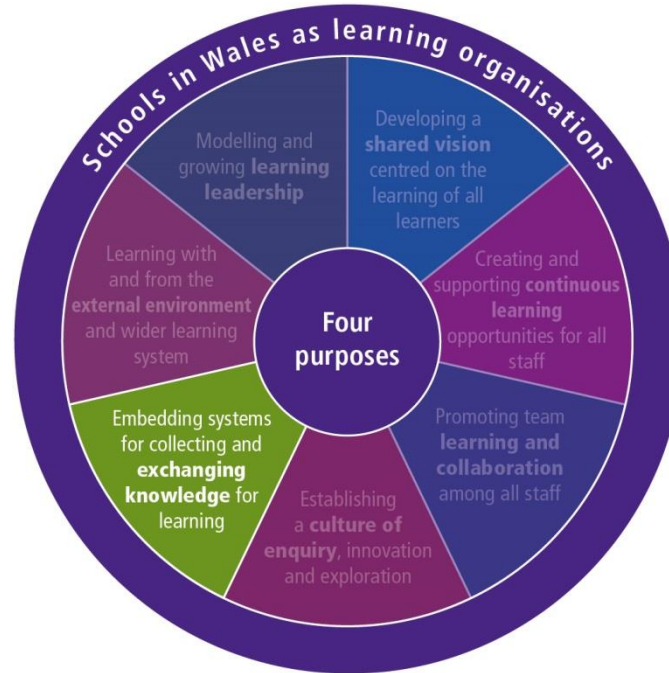 Schools in Wales as learning organisations
Developing a
shared vision
centred on the
learning of all
learners
Creating and
supporting continuous
learning
opportunities for all
staff
Promoting team
learning and
collaboration
among all staff
Establishing
a culture of
enquiry, innovation
and exploration
Embedding systems
for collecting and
exchanging
knowledge for
learning
Learning with
and from the
external environment
and wider learning
system
Modelling and
growing learning
leadership
Four
purposes